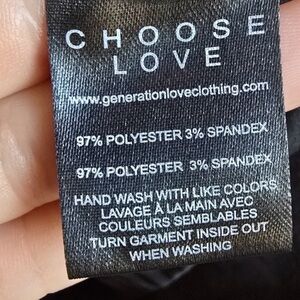 CHOOSE
LOVE
www.generationloveclothing.com
97% POLYESTER 3% SPANDEX
97% POLYESTER 3% SPANDEX
HAND WASH WITH LIKE COLORS
LAVAGE À LA MAIN AVEC
COULEURS SEMBLABLES
TURN GARMENT INSIDE OUT
WHEN WASHING